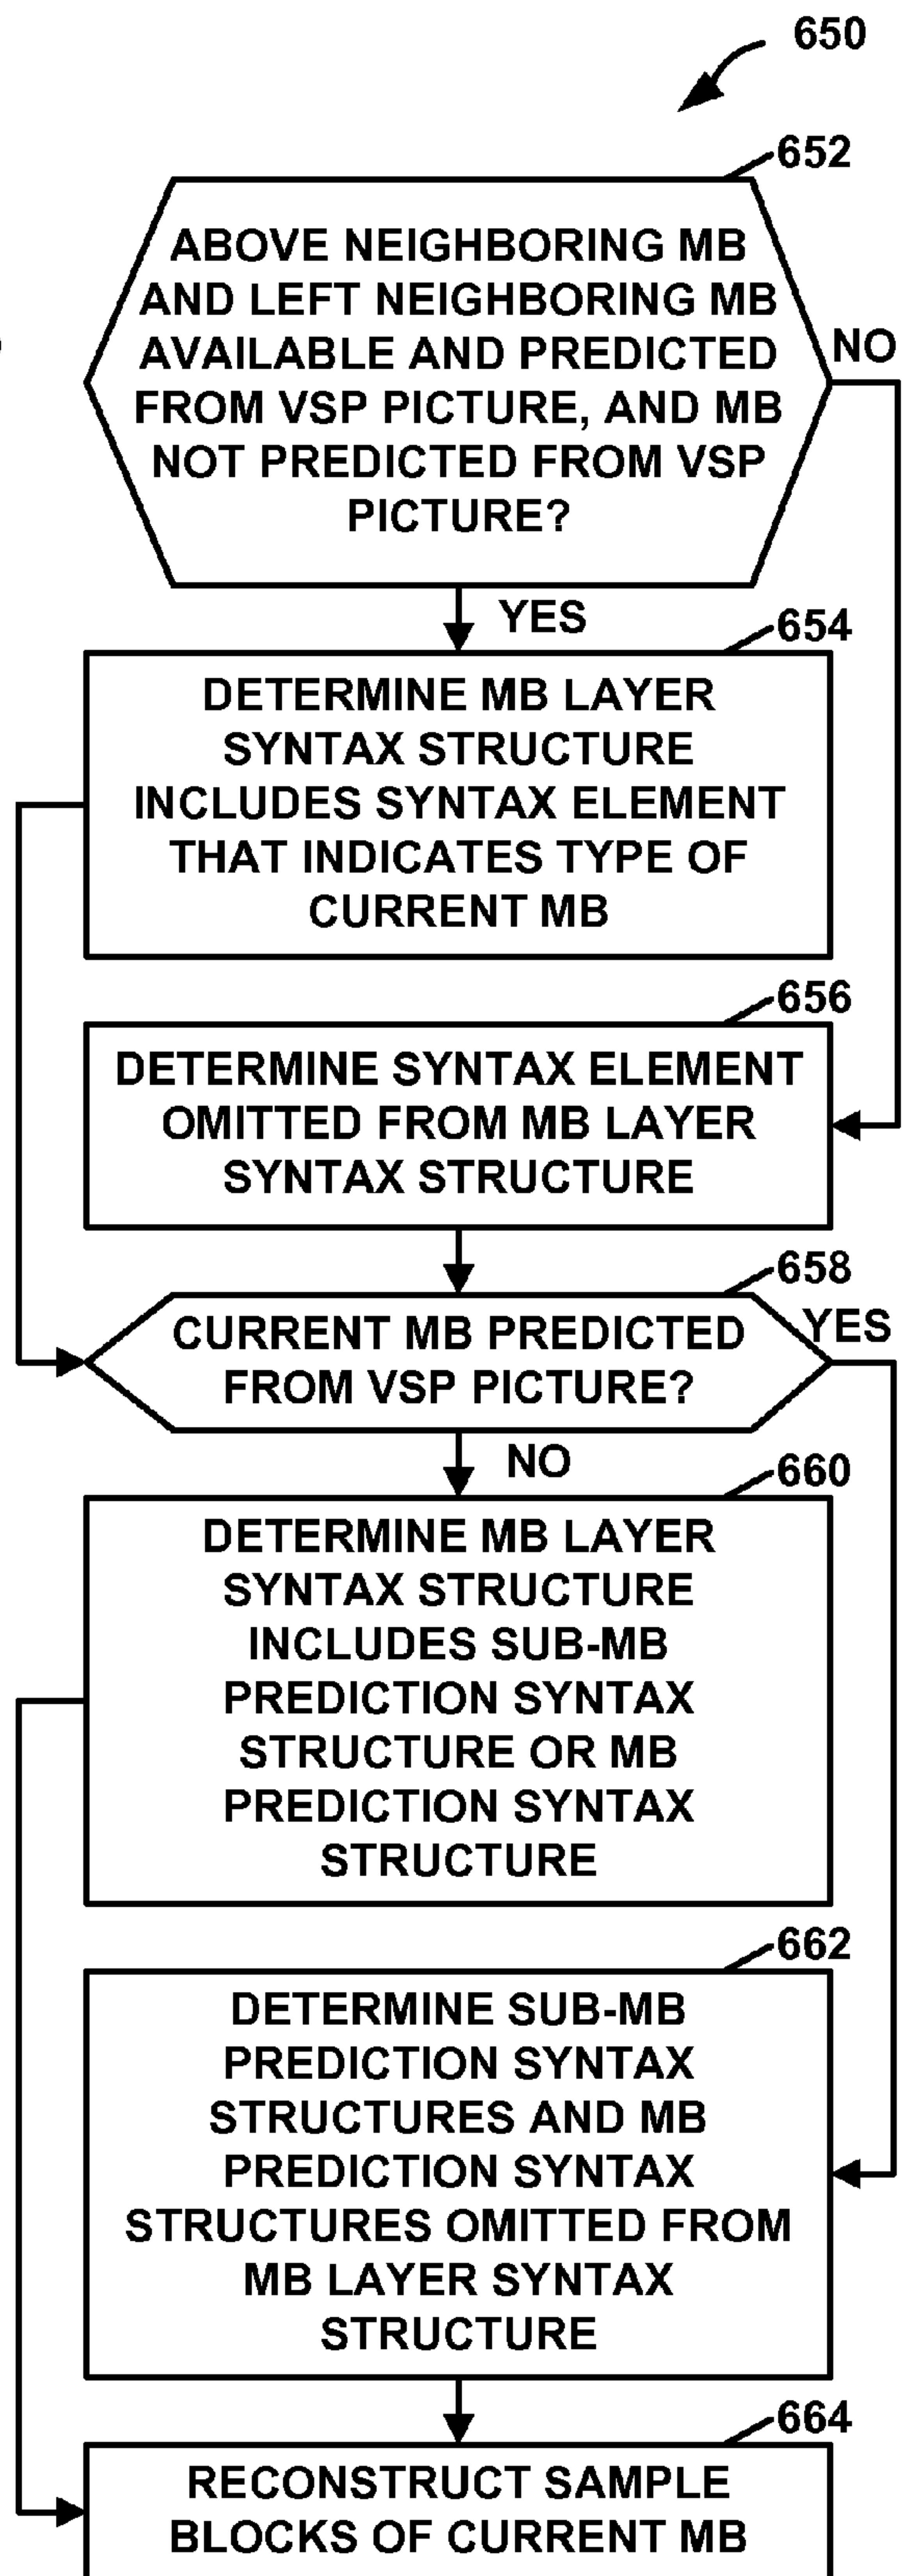 650
652
ABOVE NEIGHBORING MB
AND LEFT NEIGHBORING MB
AVAILABLE AND PREDICTED
FROM VSP PICTURE, AND MB
NOT PREDICTED FROM VSP
PICTURE?
NO
YES
654
DETERMINE MB LAYER
SYNTAX STRUCTURE
INCLUDES SYNTAX ELEMENT
THAT INDICATES TYPE OF
CURRENT MB
656
DETERMINE SYNTAX ELEMENT
OMITTED FROM MB LAYER
SYNTAX STRUCTURE
658
CURRENT MB PREDICTED
FROM VSP PICTURE?
YES
NO
660
DETERMINE MB LAYER
SYNTAX STRUCTURE
INCLUDES SUB-MB
PREDICTION SYNTAX
STRUCTURE OR MB
PREDICTION SYNTAX
STRUCTURE
662
DETERMINE SUB-MB
PREDICTION SYNTAX
STRUCTURES AND MB
PREDICTION SYNTAX
STRUCTURES OMITTED FROM
MB LAYER SYNTAX
STRUCTURE
664
RECONSTRUCT SAMPLE
BLOCKS OF CURRENT MB